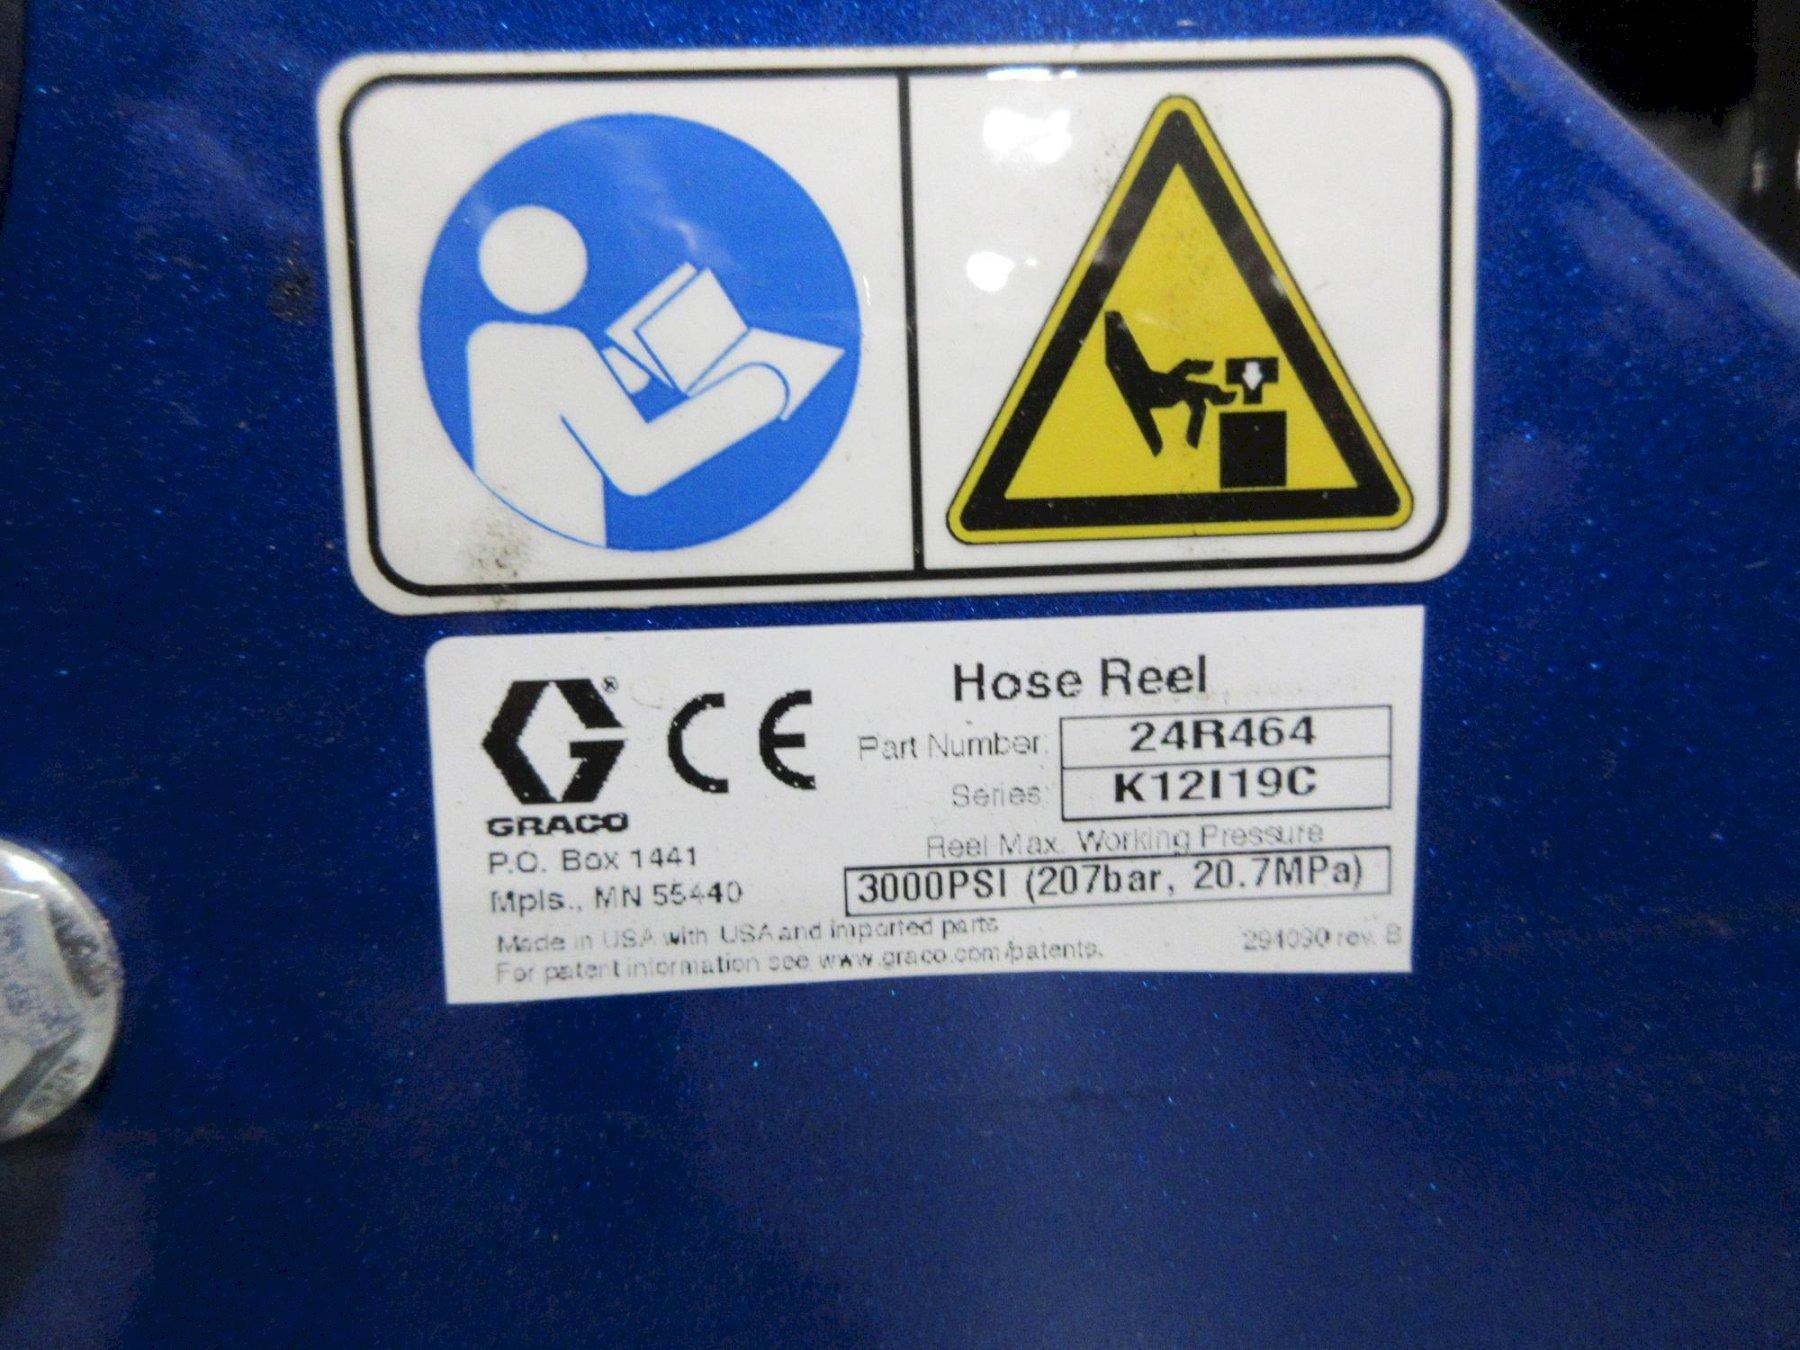 Hose Reel
® CE
Part Number: 24R464
Series: K12I19C
GRACO
P.O. Box 1441
Mpls., MN 55440
Reel Max. Working Pressure
3000PSI (207bar, 20.7MPa)
Made in USA with USA and imported parts
For patent information see www.graco.com/patents.
294090 rev. B